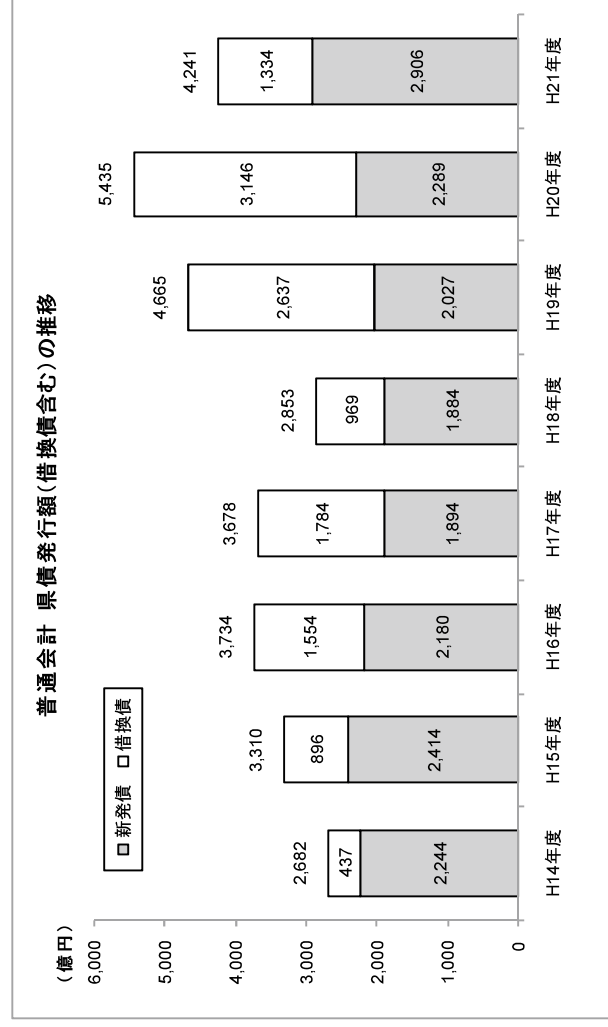 普通会計 県債発行額(借換債含む)の推移
(億円)
新発債 借換債
6,000
5,000
4,000
3,000
2,000
1,000
0
2,682
437
2,244
H14年度
3,310
896
2,414
H15年度
3,734
1,554
2,180
H16年度
3,678
1,784
1,894
H17年度
2,853
969
1,884
H18年度
4,665
2,637
2,027
H19年度
5,435
3,146
2,289
H20年度
4,241
1,334
2,906
H21年度